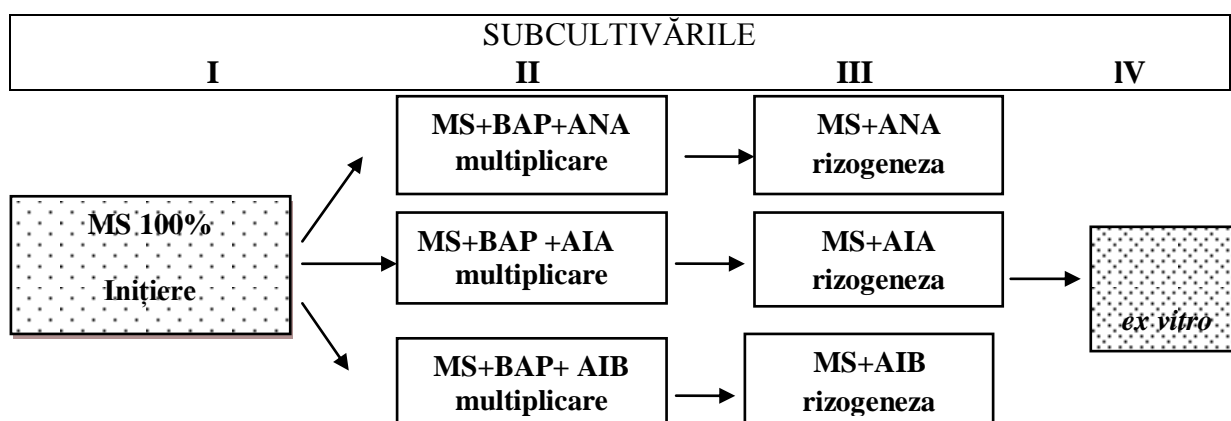 SUBCULTIVĂRILE
I II III lV
MS+BAP+ANA
multiplicare
MS+ANA
rizogeneza
MS 100%
Inițiere
MS+BAP +AIA
multiplicare
MS+AIA
rizogeneza
ex vitro
MS+BAP+ AIB
multiplicare
MS+AIB
rizogeneza